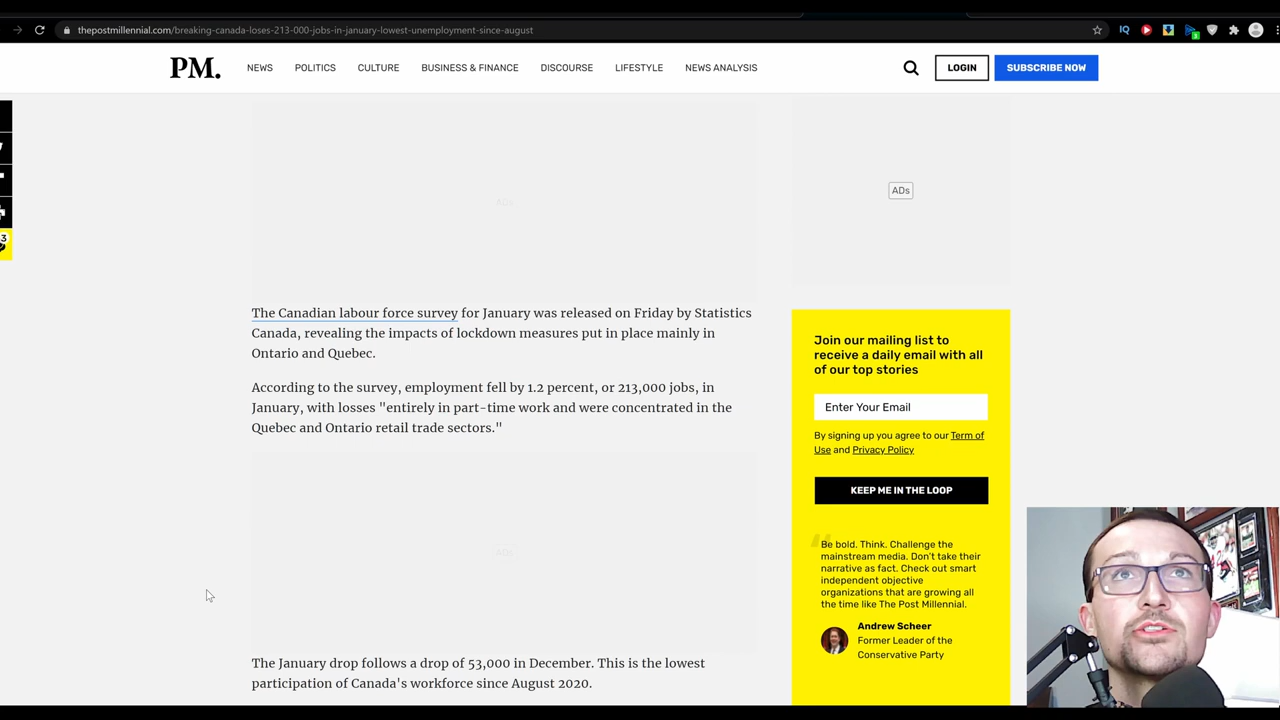 thepostmillennial.com/breaking-canada-loses-213-000-jobs-in-january-lowest-unemployment-since-august
IQ
3
PM.
NEWS
POLITICS
CULTURE
BUSINESS & FINANCE
DISCOURSE
LIFESTYLE
NEWS ANALYSIS
LOGIN
SUBSCRIBE NOW
3
ADs
ADs
The Canadian labour force survey for January was released on Friday by Statistics
Canada, revealing the impacts of lockdown measures put in place mainly in
Ontario and Quebec.
According to the survey, employment fell by 1.2 percent, or 213,000 jobs, in
January, with losses "entirely in part-time work and were concentrated in the
Quebec and Ontario retail trade sectors."
ADs
The January drop follows a drop of 53,000 in December. This is the lowest
participation of Canada's workforce since August 2020.
Join our mailing list to
receive a daily email with all
of our top stories
Enter Your Email
By signing up you agree to our Term of
Use and Privacy Policy
KEEP ME IN THE LOOP
Be bold. Think. Challenge the
mainstream media. Don't take their
narrative as fact. Check out smart
independent objective
organizations that are growing all
the time like The Post Millennial.
Andrew Scheer
Former Leader of the
Conservative Party